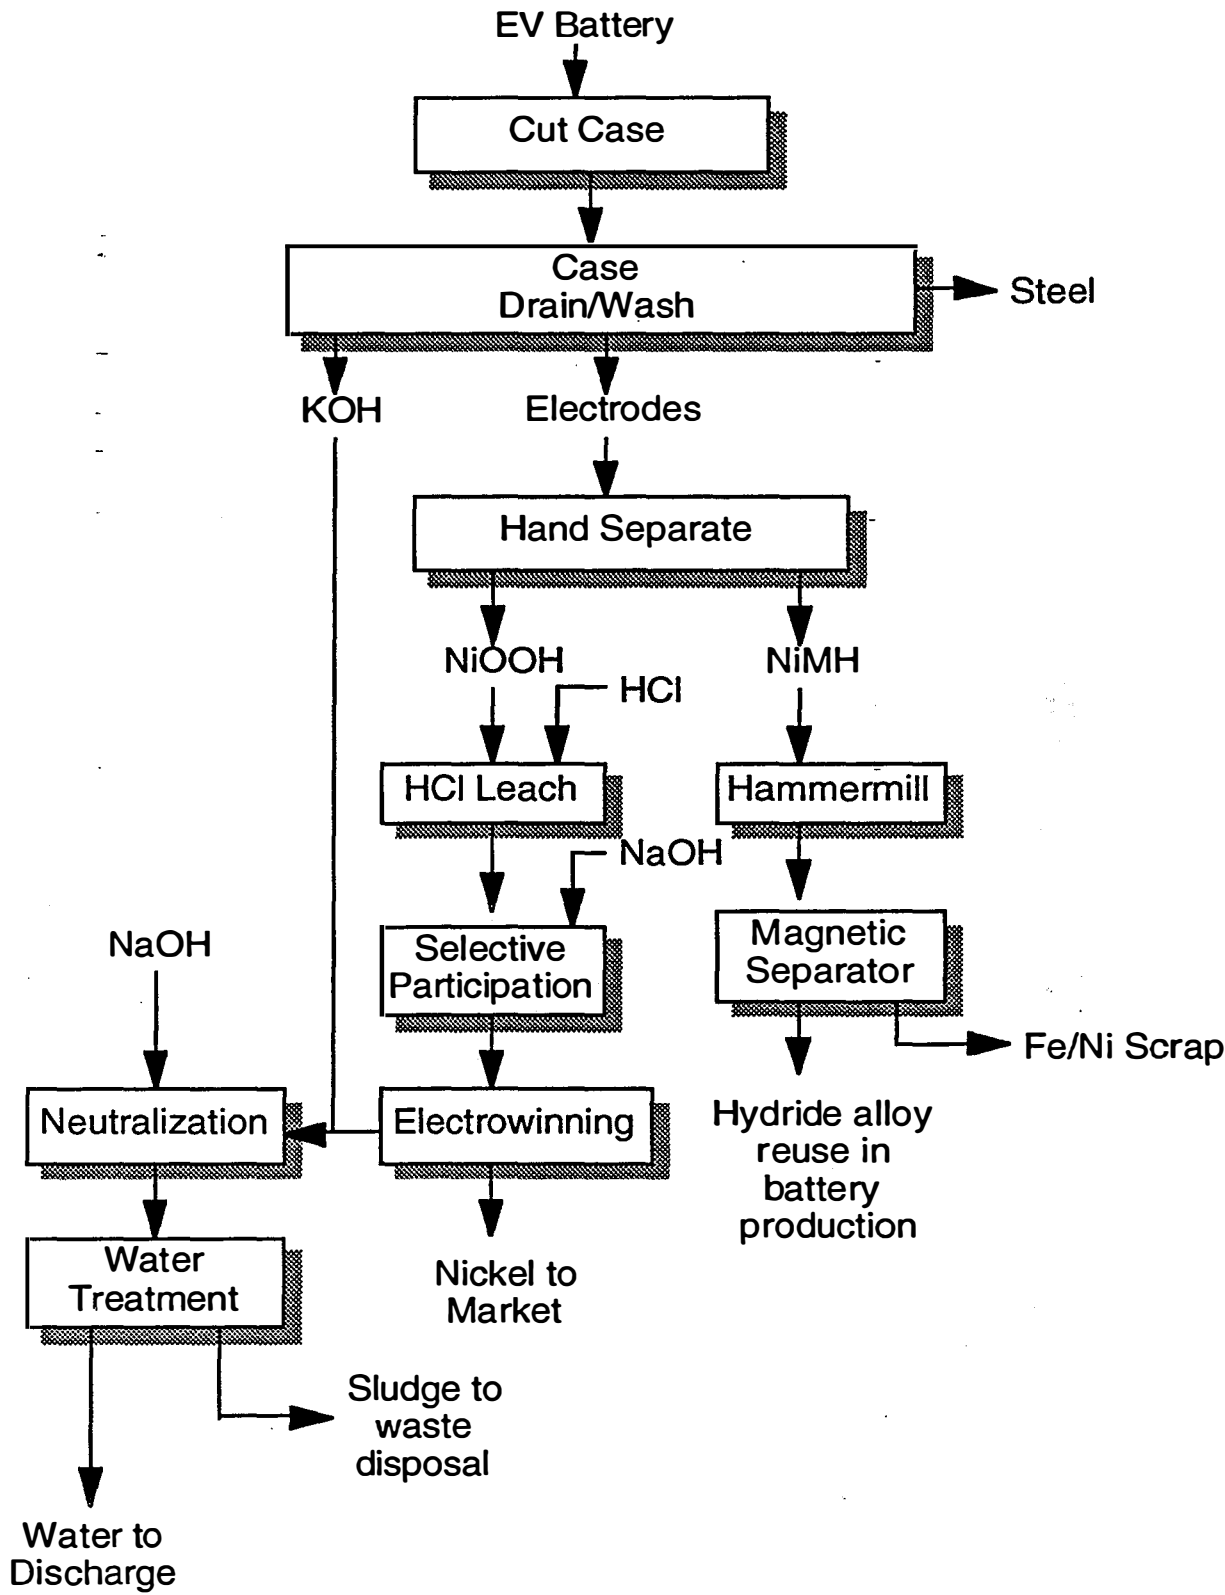 EV Battery
Cut Case
Case
Drain/Wash
Steel
KOH
Electrodes
Hand Separate
NiOOH
NiMH
HCl
HCl Leach
Hammermill
NaOH
NaOH
Selective
Participation
Magnetic
Separator
Fe/Ni Scrap
Neutralization
Electrowinning
Hydride alloy
reuse in
battery
production
Water
Treatment
Nickel to
Market
Sludge to
waste
disposal
Water to
Discharge